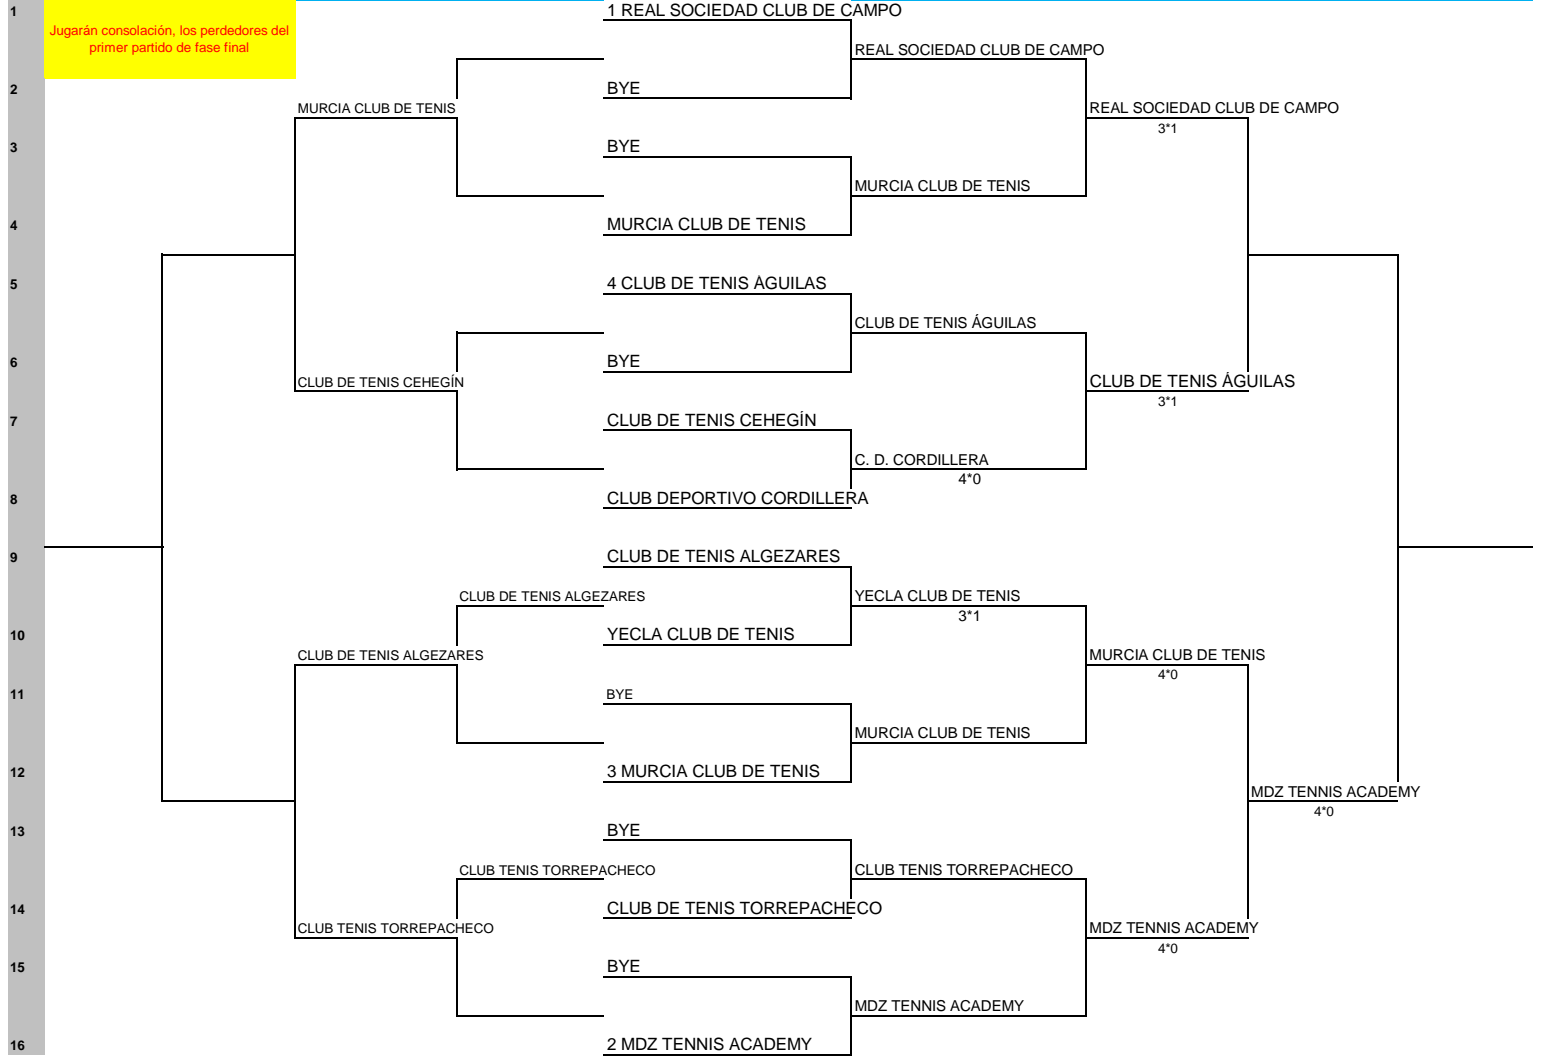 1
1 REAL SOCIEDAD CLUB DE CAMPO
Jugarán consolación, los perdedores del
primer partido de fase final
REAL SOCIEDAD CLUB DE CAMPO
2
BYE
MURCIA CLUB DE TENIS
REAL SOCIEDAD CLUB DE CAMPO
3*1
3
BYE
MURCIA CLUB DE TENIS
4
MURCIA CLUB DE TENIS
5
4 CLUB DE TENIS ÁGUILAS
CLUB DE TENIS ÁGUILAS
6
BYE
CLUB DE TENIS CEHEGÍN
CLUB DE TENIS ÁGUILAS
3*1
7
CLUB DE TENIS CEHEGÍN
C. D. CORDILLERA
4*0
8
CLUB DEPORTIVO CORDILLERA
9
CLUB DE TENIS ALGEZARES
CLUB DE TENIS ALGEZARES
YECLA CLUB DE TENIS
3*1
10
YECLA CLUB DE TENIS
CLUB DE TENIS ALGEZARES
MURCIA CLUB DE TENIS
4*0
11
BYE
MURCIA CLUB DE TENIS
12
3 MURCIA CLUB DE TENIS
MDZ TENNIS ACADEMY
4*0
13
BYE
CLUB TENIS TORREPACHECO
CLUB TENIS TORREPACHECO
14
CLUB DE TENIS TORREPACHECO
CLUB TENIS TORREPACHECO
MDZ TENNIS ACADEMY
4*0
15
BYE
MDZ TENNIS ACADEMY
16
2 MDZ TENNIS ACADEMY